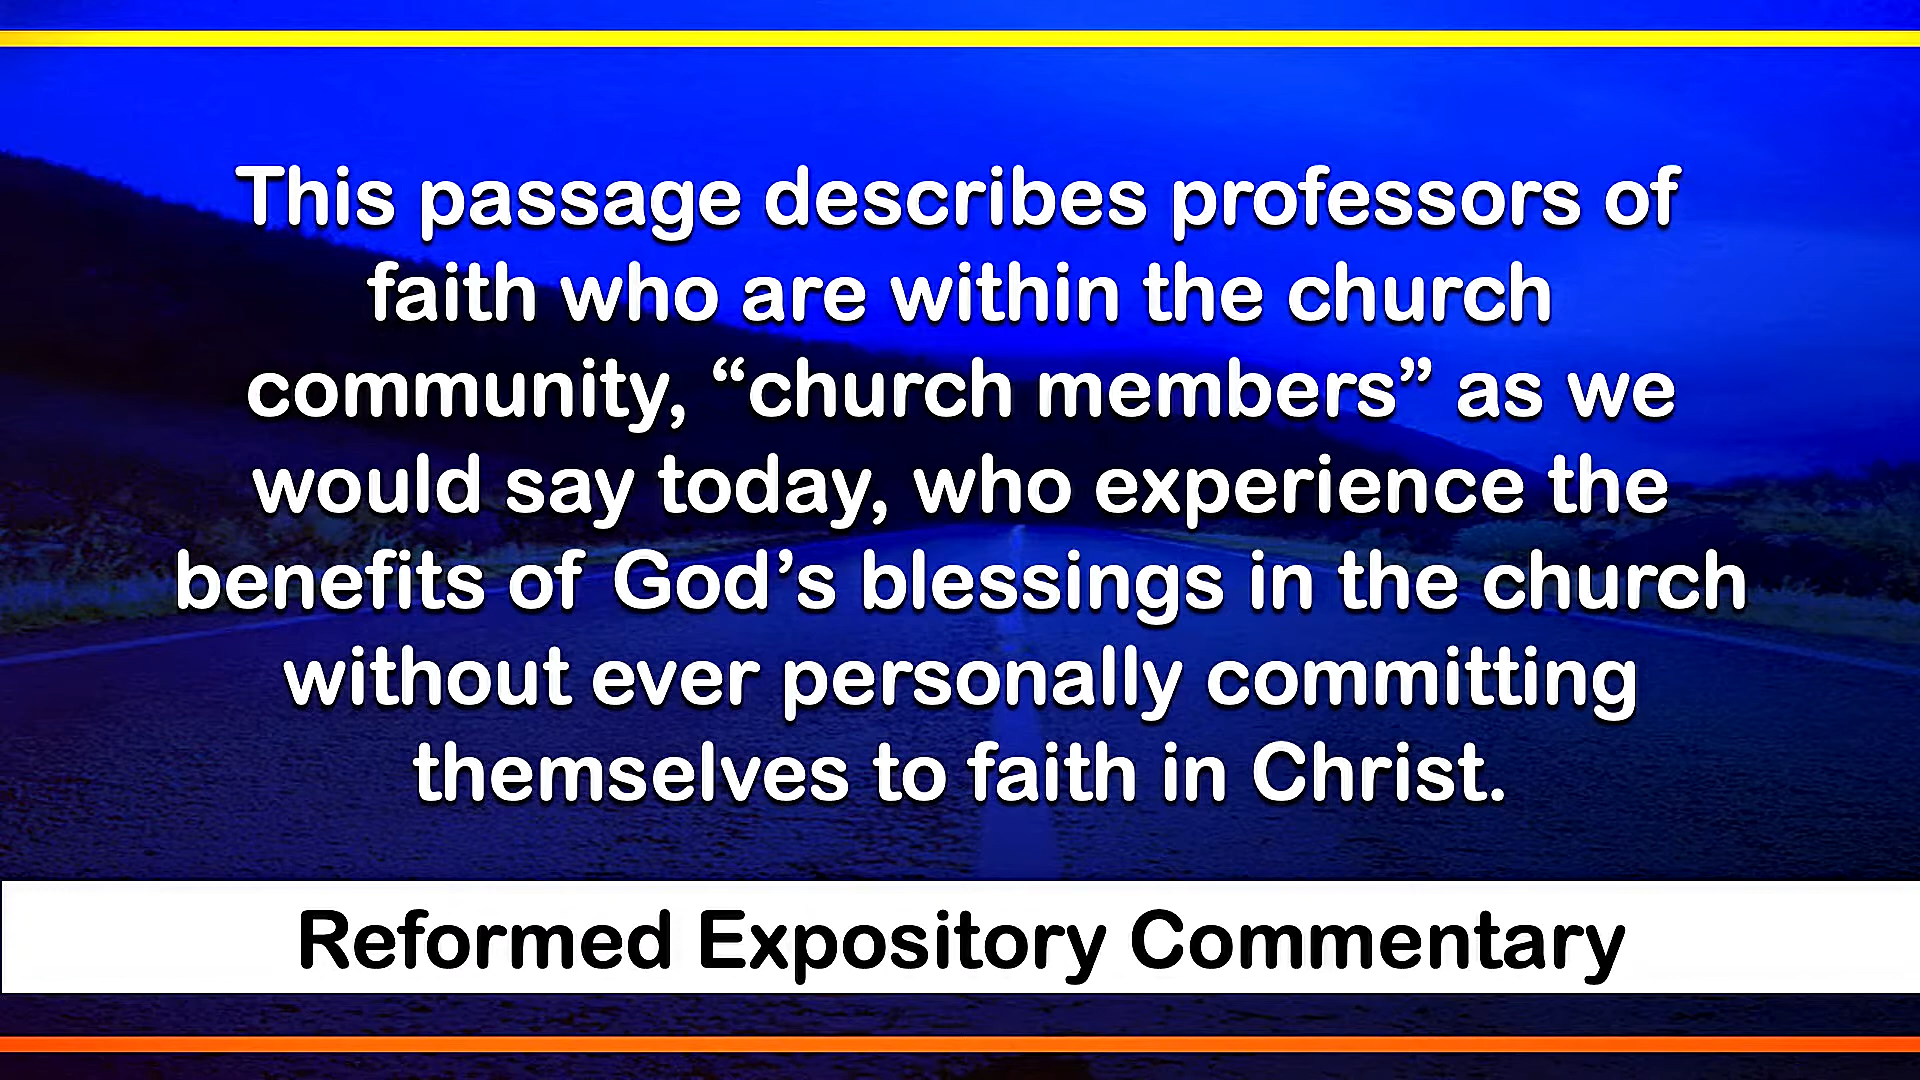 This passage describes professors of
faith who are within the church
community, “church members” as we
would say today, who experience the
benefits of God’s blessings in the church
without ever personally committing
themselves to faith in Christ.
Reformed Expository Commentary